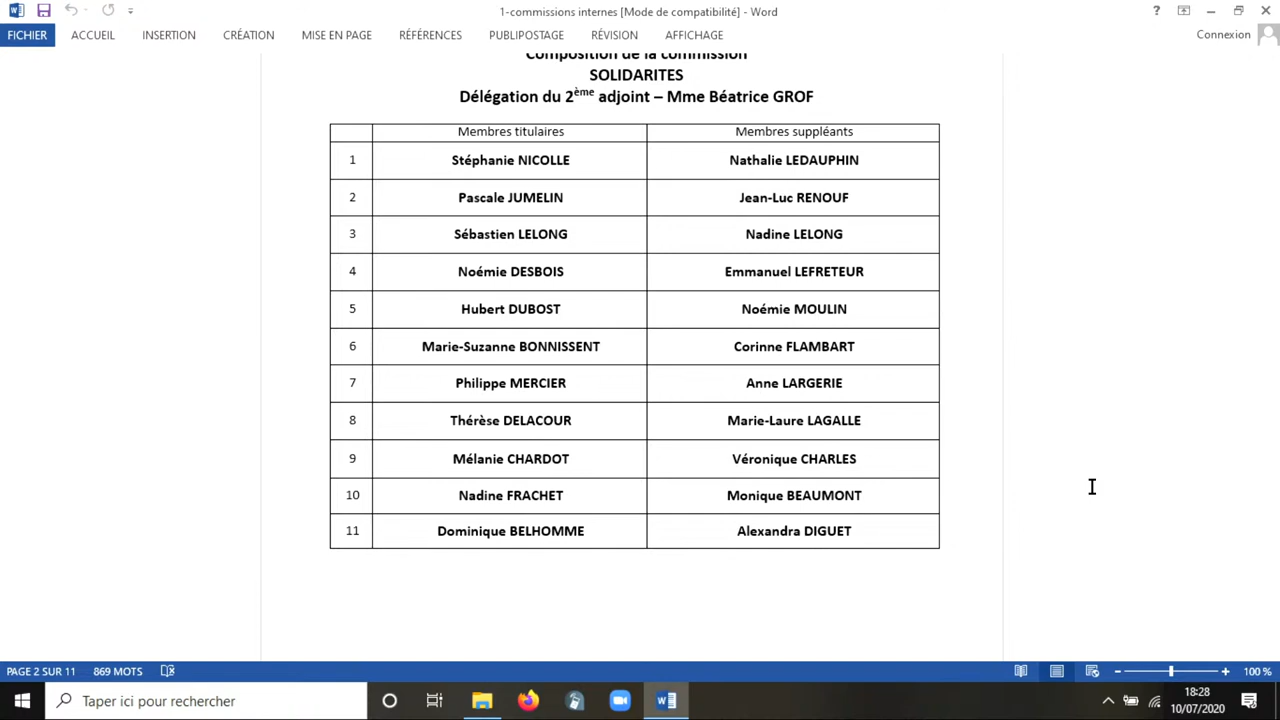 1-commissions internes [Mode de compatibilité] - Word
?
FICHIER ACCUEIL INSERTION CRÉATION MISE EN PAGE RÉFÉRENCES PUBLIPOSTAGE RÉVISION AFFICHAGE Connexion
Composition de la commission
SOLIDARITES
Délégation du 2ème adjoint – Mme Béatrice GROF
Membres titulaires Membres suppléants
1 Stéphanie NICOLLE Nathalie LEDAUPHIN
2 Pascale JUMELIN Jean-Luc RENOUF
3 Sébastien LELONG Nadine LELONG
4 Noémie DESBOIS Emmanuel LEFRETEUR
5 Hubert DUBOST Noémie MOULIN
6 Marie-Suzanne BONNISSENT Corinne FLAMBART
7 Philippe MERCIER Anne LARGERIE
8 Thérèse DELACOUR Marie-Laure LAGALLE
9 Mélanie CHARDOT Véronique CHARLES
10 Nadine FRACHET Monique BEAUMONT
11 Dominique BELHOMME Alexandra DIGUET
PAGE 2 SUR 11 869 MOTS 100 %
Taper ici pour rechercher
18:28
10/07/2020